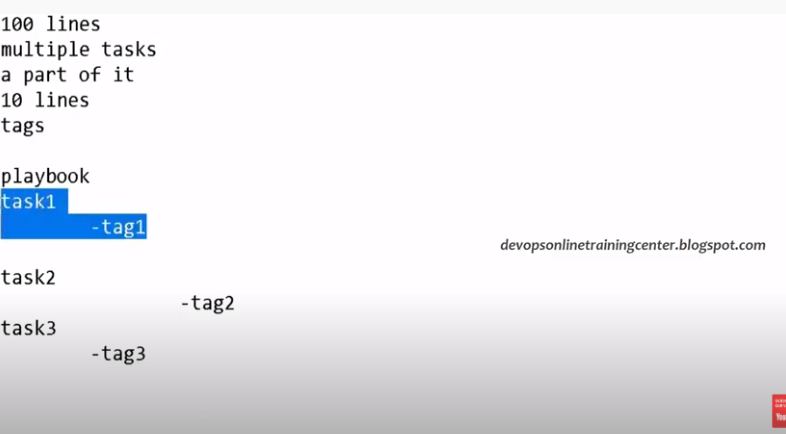 100 lines
multiple tasks
a part of it
10 lines
tags
playbook
task1
-tag1
devopsonlinetrainingcenter.blogspot.com
task2
-tag2
task3
-tag3